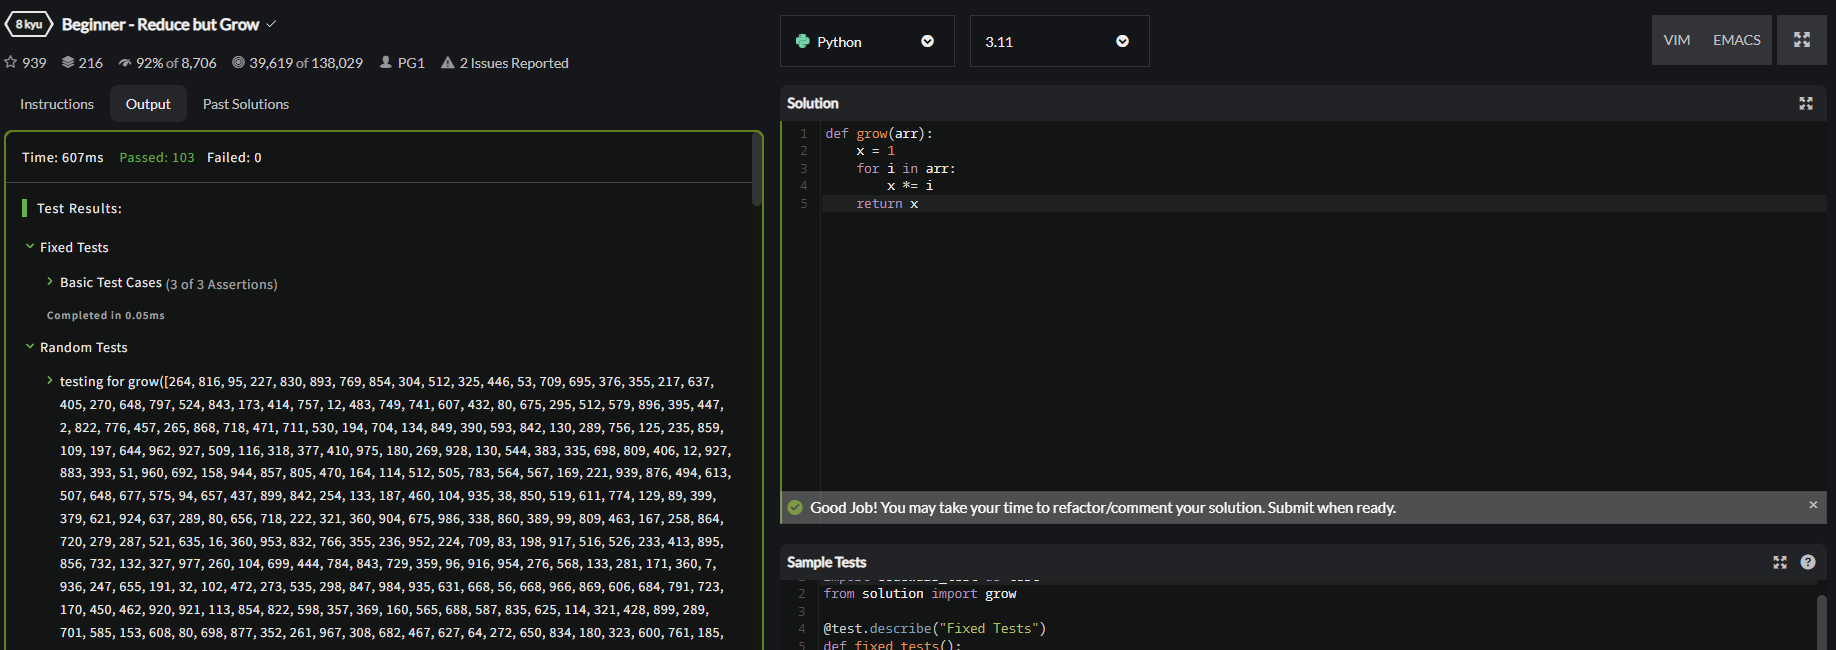 8 kyu Beginner - Reduce but Grow
939 216 92% of 8,706 39,619 of 138,029 PG1 2 Issues Reported
Instructions Output Past Solutions
Time: 607ms Passed: 103 Failed: 0
Test Results:
Fixed Tests
Basic Test Cases (3 of 3 Assertions)
Completed in 0.05ms
Random Tests
testing for grow([264, 816, 95, 227, 830, 893, 769, 854, 304, 512, 325, 446, 53, 709, 695, 376, 355, 217, 637,
405, 270, 648, 797, 524, 843, 173, 414, 757, 12, 483, 749, 741, 607, 432, 80, 675, 295, 512, 579, 896, 395, 447,
2, 822, 776, 457, 265, 868, 718, 471, 711, 530, 194, 704, 134, 849, 390, 593, 842, 130, 289, 756, 125, 235, 859,
109, 197, 644, 962, 927, 509, 116, 318, 377, 410, 975, 180, 269, 928, 130, 544, 383, 335, 698, 809, 406, 12, 927,
883, 393, 51, 960, 692, 158, 944, 857, 805, 470, 164, 114, 512, 505, 783, 564, 567, 169, 221, 939, 876, 494, 613,
507, 648, 677, 575, 94, 657, 437, 899, 842, 254, 133, 187, 460, 104, 935, 38, 850, 519, 611, 774, 129, 89, 399,
379, 621, 924, 637, 289, 80, 656, 718, 222, 321, 360, 904, 675, 986, 338, 860, 389, 99, 809, 463, 167, 258, 864,
720, 279, 287, 521, 635, 16, 360, 953, 832, 766, 355, 236, 952, 224, 709, 83, 198, 917, 516, 526, 233, 413, 895,
856, 732, 132, 327, 977, 260, 104, 699, 444, 784, 843, 729, 359, 96, 916, 954, 276, 568, 133, 281, 171, 360, 7,
936, 247, 655, 191, 32, 102, 472, 273, 535, 298, 847, 984, 935, 631, 668, 56, 668, 966, 869, 606, 684, 791, 723,
170, 450, 462, 920, 921, 113, 854, 822, 598, 357, 369, 160, 565, 688, 587, 835, 625, 114, 321, 428, 899, 289,
701, 585, 153, 608, 80, 698, 877, 352, 261, 967, 308, 682, 467, 627, 64, 272, 650, 834, 180, 323, 600, 761, 185,
Python 3.11 VIM EMACS
Solution
1 def grow(arr):
2 x = 1
3 for i in arr:
4 x *= i
5 return x
Good Job! You may take your time to refactor/comment your solution. Submit when ready. ×
Sample Tests
2 from solution import grow
3
4 @test.describe("Fixed Tests")
5 def fixed_tests():